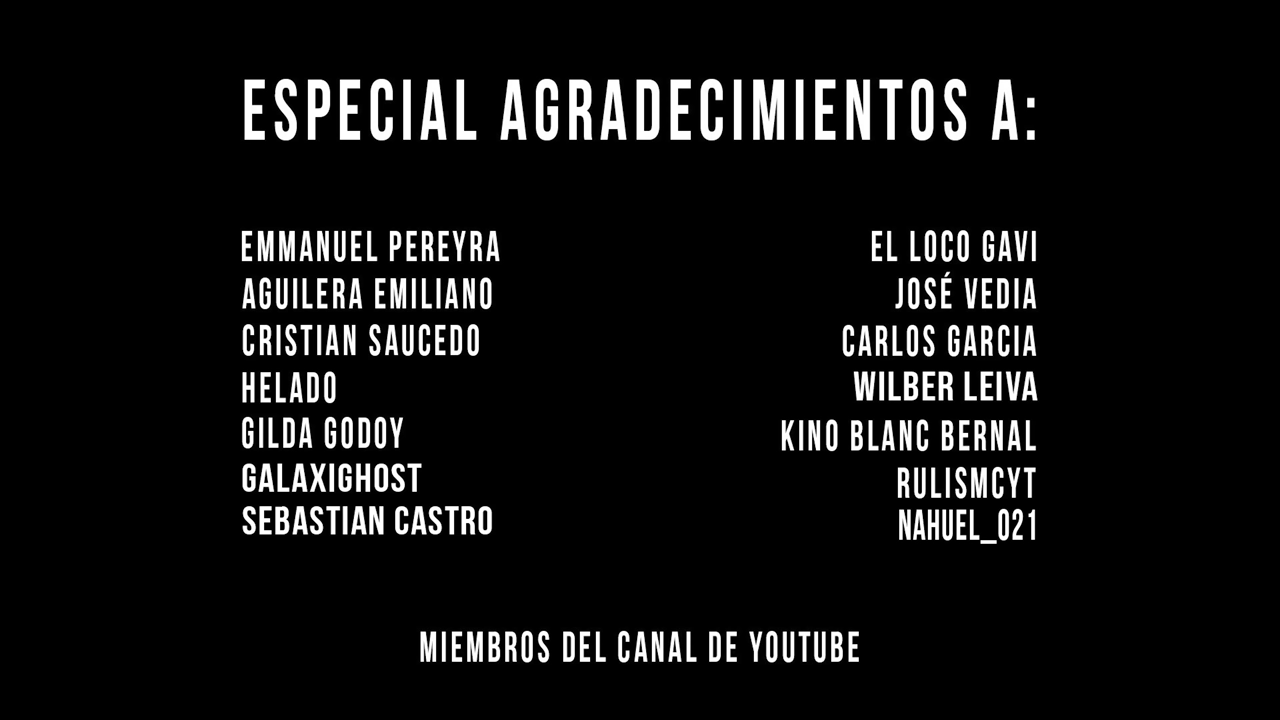 ESPECIAL AGRADECIMIENTOS A:
EMMANUEL PEREYRA
AGUILERA EMILIANO
CRISTIAN SAUCEDO
HELADO
GILDA GODOY
GALAXIGHOST
SEBASTIAN CASTRO
EL LOCO GAVI
JOSÉ VEDIA
CARLOS GARCIA
WILBER LEIVA
KINO BLANC BERNAL
RULISMCYT
NAHUEL_021
MIEMBROS DEL CANAL DE YOUTUBE